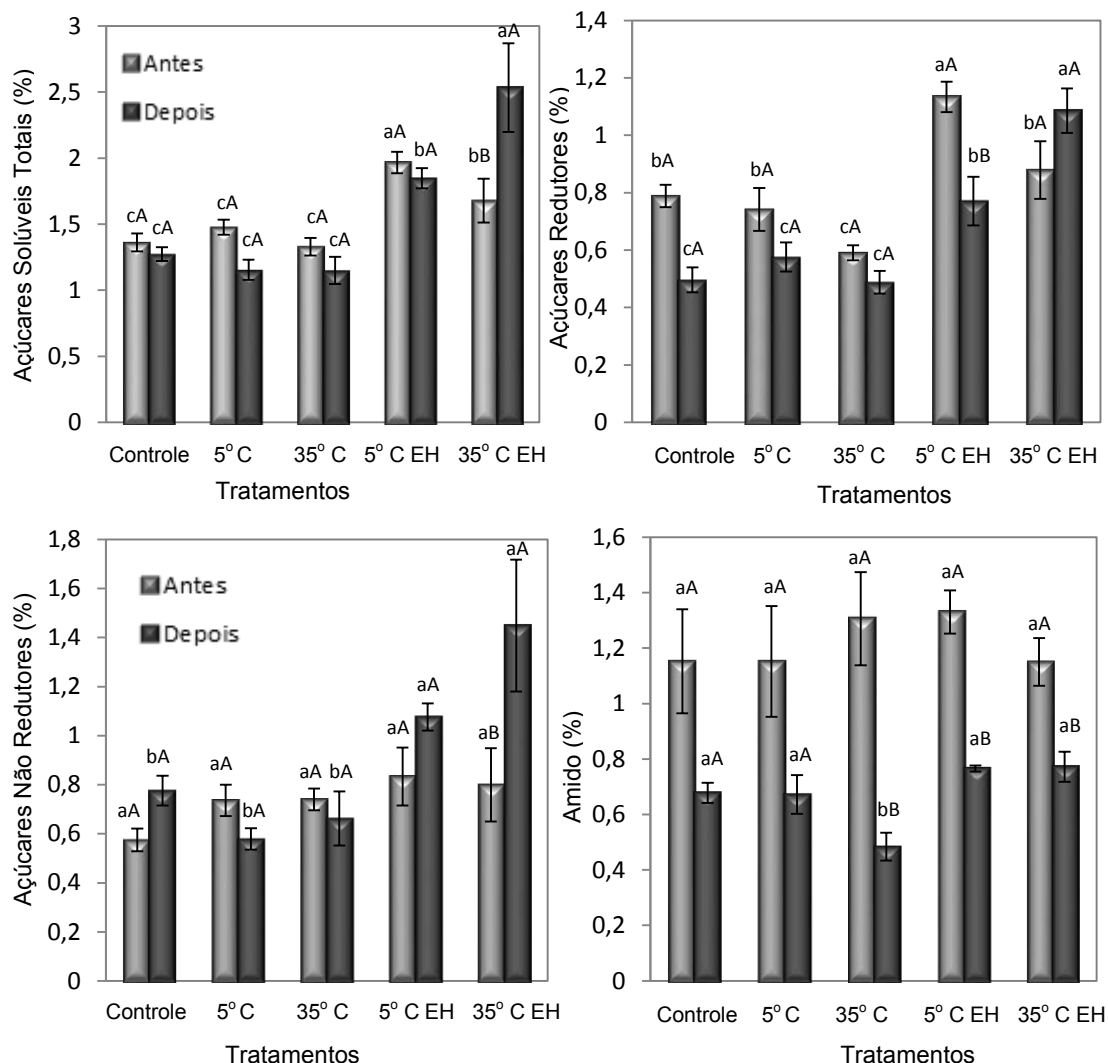 Açúcares Solúveis Totais (%)
3
2,5
2
1,5
1
0,5
0
Antes
Depois
cA cA cA cA cA cA aA bA bB aA
Controle 5° C 35° C 5° C EH 35° C EH
Tratamentos
Açúcares Redutores (%)
1,4
1,2
1
0,8
0,6
0,4
0,2
0
bA cA bA cA cA cA aA bB bA aA
Controle 5° C 35° C 5° C EH 35° C EH
Tratamentos
Açúcares Não Redutores (%)
1,8
1,6
1,4
1,2
1
0,8
0,6
0,4
0,2
0
Antes
Depois
aA bA aA bA aA bA aA aA aB aA
Controle 5° C 35° C 5° C EH 35° C EH
Tratamentos
Amido (%)
1,6
1,4
1,2
1
0,8
0,6
0,4
0,2
0
aA aA aA aA aA bB aA aB aA aB
Controle 5° C 35° C 5° C EH 35° C EH
Tratamentos